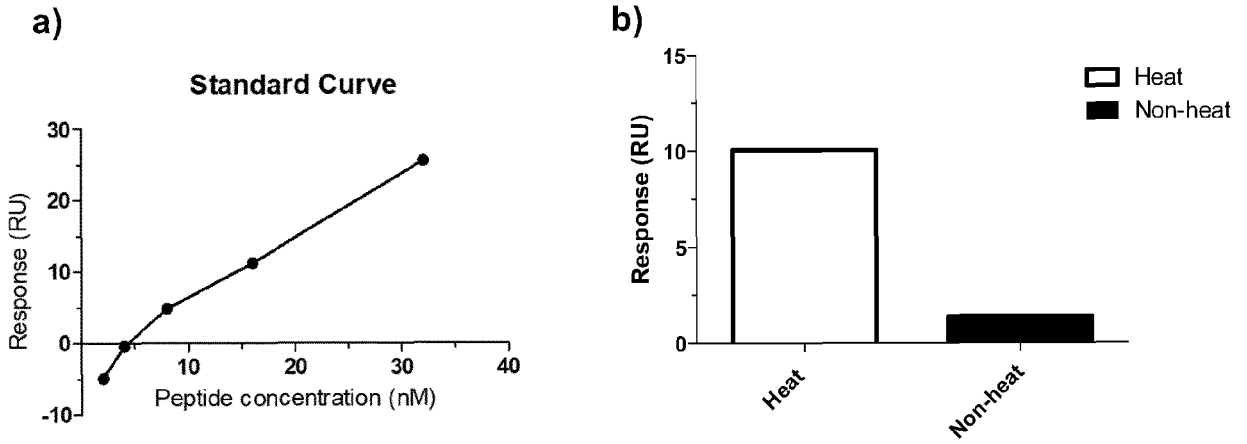 a)
Standard Curve
Response (RU)
30
20
10
0
-10
10 20 30 40
Peptide concentration (nM)
b)
Response (RU)
15
10
5
0
Heat
Non-heat
Heat
Non-heat